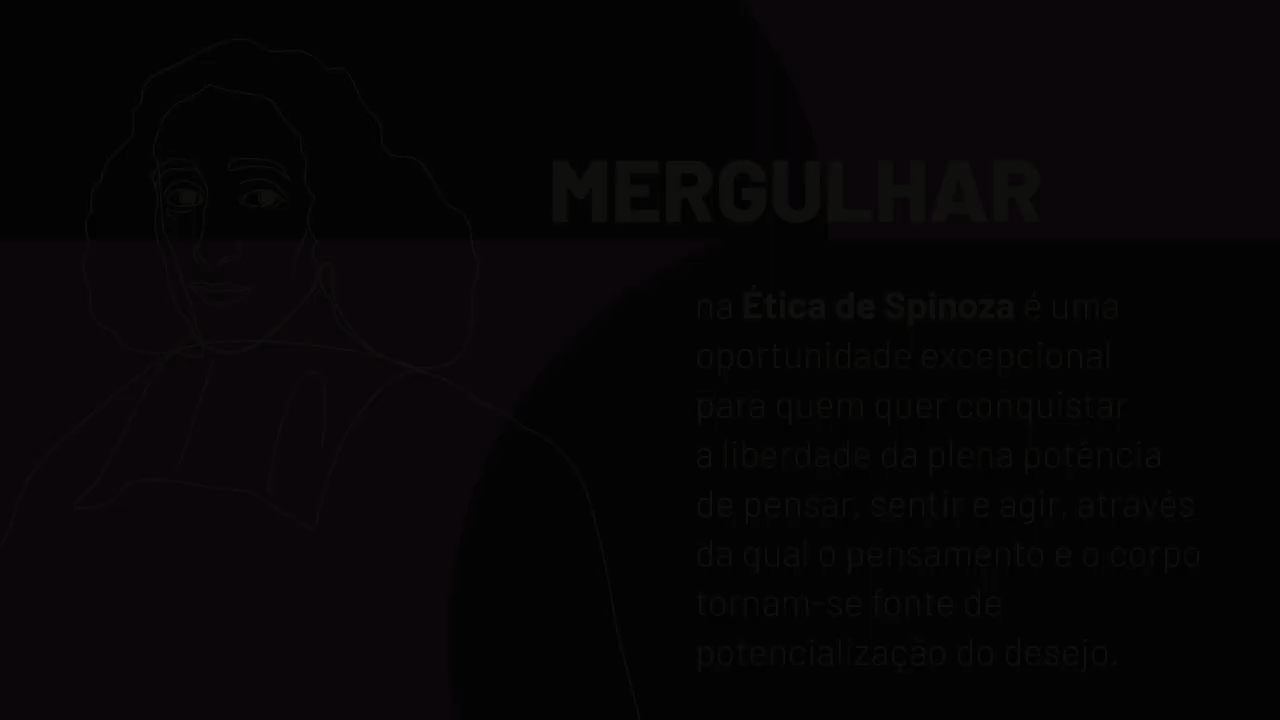 MERGULHAR
na Ética de Spinoza é uma
oportunidade excepcional
para quem quer conquistar
a liberdade da plena potência
de pensar, sentir e agir, através
da qual o pensamento e o corpo
tornam-se fonte de
potencialização do desejo.